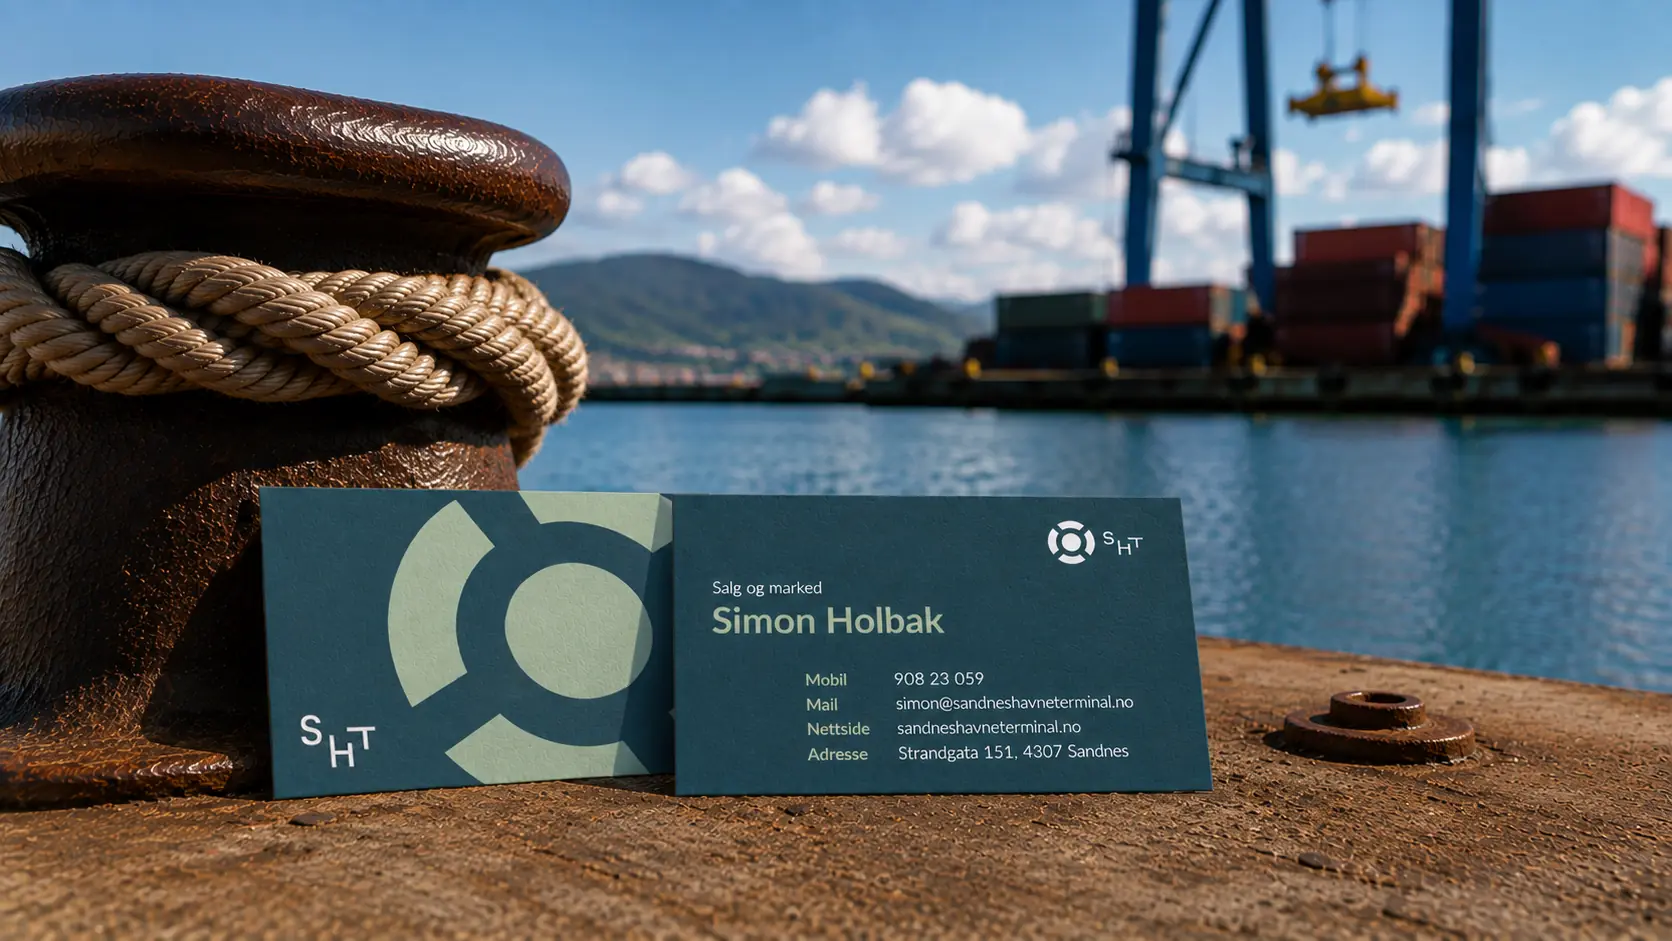 SHT
SHT
Salg og marked
Simon Holbak
Mobil 908 23 059
Mail simon@sandneshavneterminal.no
Nettside sandneshavneterminal.no
Adresse Strandgata 151, 4307 Sandnes